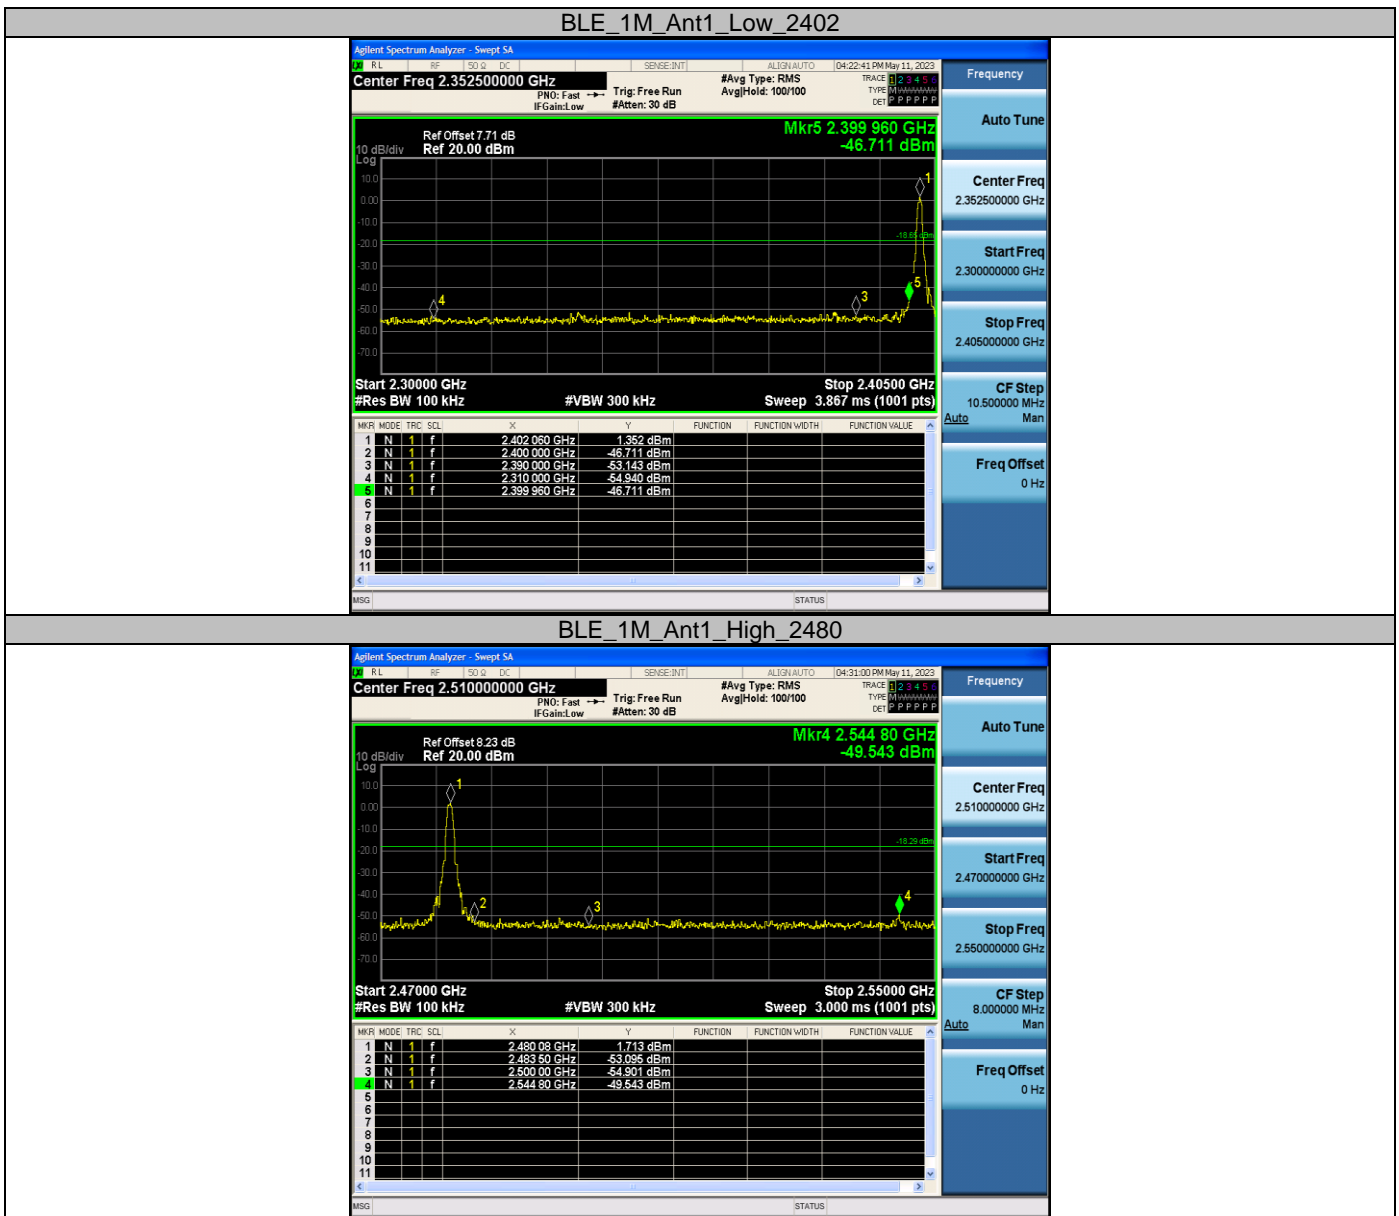 BLE_1M_Ant1_Low_2402
Agilent Spectrum Analyzer - Swept SA
RL RF 50 Ω DC SENSE:INT ALIGN AUTO 04:22:41 PM May 11, 2023
Center Freq 2.352500000 GHz
PNO: Fast
IFGain:Low
Trig: Free Run
#Atten: 30 dB
#Avg Type: RMS
Avg|Hold: 100/100
TRACE 1 2 3 4 5 6
TYPE M
DET P P P P P P
Mkr5 2.399 960 GHz
-46.711 dBm
Ref Offset 7.71 dB
10 dB/div Ref 20.00 dBm
Log
10.0
0.00
-10.0
-20.0
-30.0
-40.0
-50.0
-60.0
-70.0
-18.65 dBm
1
5
3
4
Start 2.30000 GHz Stop 2.40500 GHz
#Res BW 100 kHz #VBW 300 kHz Sweep 3.867 ms (1001 pts)
MKR MODE TRC SCL X Y FUNCTION FUNCTION WIDTH FUNCTION VALUE
1 N 1 f 2.402 060 GHz 1.352 dBm
2 N 1 f 2.400 000 GHz -46.711 dBm
3 N 1 f 2.390 000 GHz -53.143 dBm
4 N 1 f 2.310 000 GHz -54.940 dBm
5 N 1 f 2.399 960 GHz -46.711 dBm
6
7
8
9
10
11
MSG STATUS
Frequency
Auto Tune
Center Freq
2.352500000 GHz
Start Freq
2.300000000 GHz
Stop Freq
2.405000000 GHz
CF Step
10.500000 MHz
Auto Man
Freq Offset
0 Hz
BLE_1M_Ant1_High_2480
Agilent Spectrum Analyzer - Swept SA
RL RF 50 Ω DC SENSE:INT ALIGN AUTO 04:31:00 PM May 11, 2023
Center Freq 2.510000000 GHz
PNO: Fast
IFGain:Low
Trig: Free Run
#Atten: 30 dB
#Avg Type: RMS
Avg|Hold: 100/100
TRACE 1 2 3 4 5 6
TYPE M
DET P P P P P P
Mkr4 2.544 80 GHz
-49.543 dBm
Ref Offset 8.23 dB
10 dB/div Ref 20.00 dBm
Log
10.0
0.00
-10.0
-20.0
-30.0
-40.0
-50.0
-60.0
-70.0
-18.29 dBm
1
2
3
4
Start 2.47000 GHz Stop 2.55000 GHz
#Res BW 100 kHz #VBW 300 kHz Sweep 3.000 ms (1001 pts)
MKR MODE TRC SCL X Y FUNCTION FUNCTION WIDTH FUNCTION VALUE
1 N 1 f 2.480 08 GHz 1.713 dBm
2 N 1 f 2.483 50 GHz -53.095 dBm
3 N 1 f 2.500 00 GHz -54.901 dBm
4 N 1 f 2.544 80 GHz -49.543 dBm
5
6
7
8
9
10
11
MSG STATUS
Frequency
Auto Tune
Center Freq
2.510000000 GHz
Start Freq
2.470000000 GHz
Stop Freq
2.550000000 GHz
CF Step
8.000000 MHz
Auto Man
Freq Offset
0 Hz